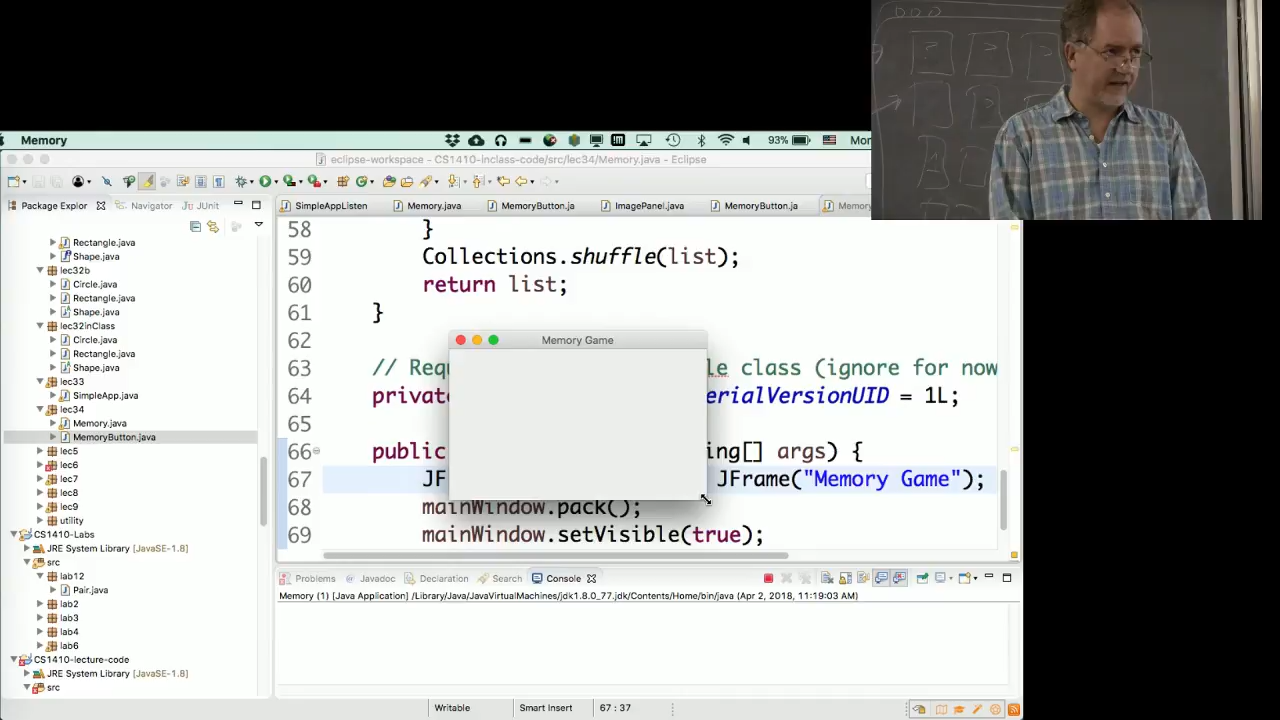 Memory
93%
Mon
eclipse-workspace - CS1410-inclass-code/src/lec34/Memory.java - Eclipse
Package Explor
Navigator
JUnit
SimpleAppListen
Memory.java
MemoryButton.ja
ImagePanel.java
MemoryButton.ja
Memory
Rectangle.java
Shape.java
lec32b
Circle.java
Rectangle.java
Shape.java
lec32inClass
Circle.java
Rectangle.java
Shape.java
lec33
SimpleApp.java
lec34
Memory.java
MemoryButton.java
lec5
lec6
lec7
lec8
lec9
utility
CS1410-Labs
JRE System Library [JavaSE-1.8]
src
lab12
Pair.java
lab2
lab3
lab4
lab6
CS1410-lecture-code
JRE System Library [JavaSE-1.8]
src
58 }
59 Collections.shuffle(list);
60 return list;
61 }
62
63 // Requ le class (ignore for now
64 privat erialVersionUID = 1L;
65
66 public ing[] args) {
67 JF JFrame("Memory Game");
68 mainWindow.pack();
69 mainWindow.setVisible(true);
Memory Game
Problems
Javadoc
Declaration
Search
Console
Memory (1) [Java Application] /Library/Java/JavaVirtualMachines/jdk1.8.0_77.jdk/Contents/Home/bin/java (Apr 2, 2018, 11:19:03 AM)
Writable
Smart Insert
67 : 37